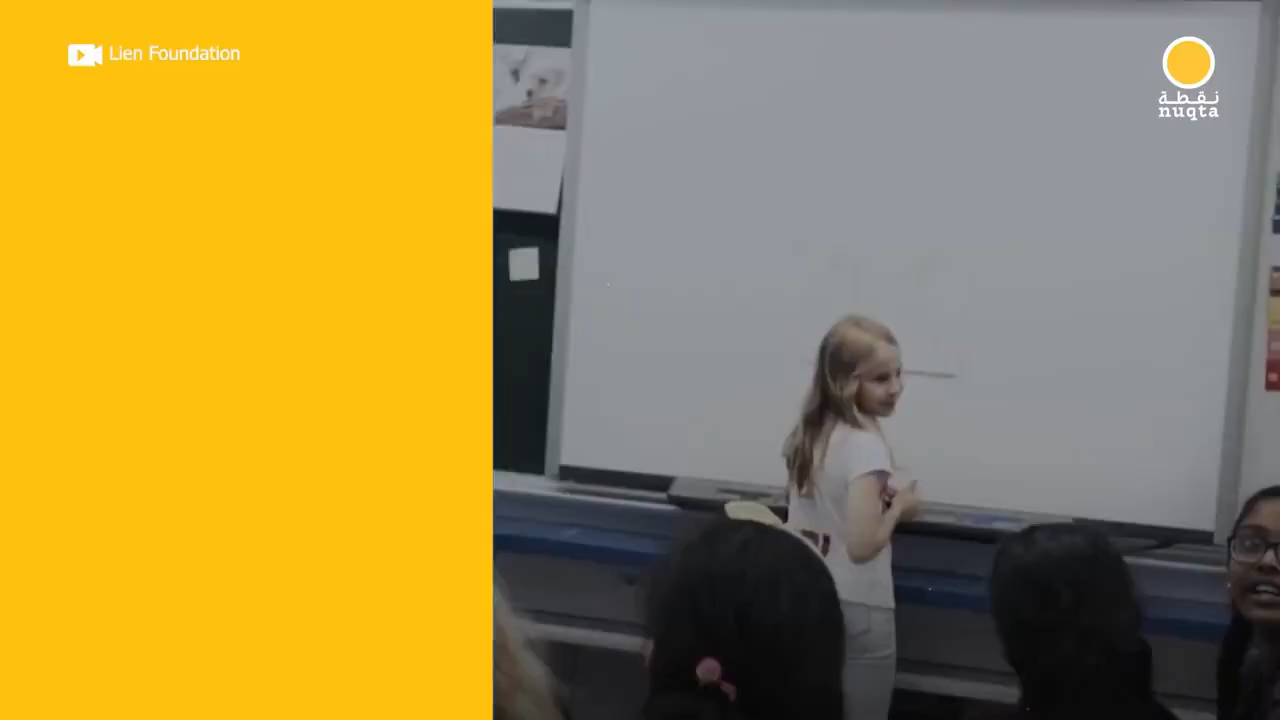 Lien Foundation
نقطة
nuqta